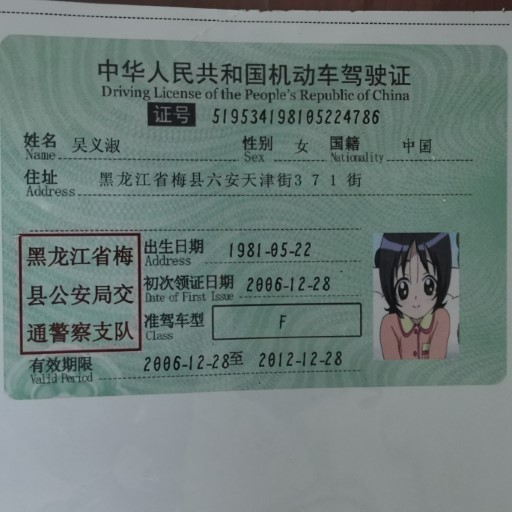 中华人民共和国机动车驾驶证
Driving License of the People's Republic of China
证号 519534198105224786
姓名 吴义淑 性别 女 国籍 中国
Name Sex Nationality
住址 黑龙江省梅县六安天津街371街
Address
黑龙江省梅
县公安局交
通警察支队
出生日期 1981-05-22
Address
初次领证日期 2006-12-28
Date of First Issue
准驾车型 F
Class
有效期限 2006-12-28至 2012-12-28
Valid Period